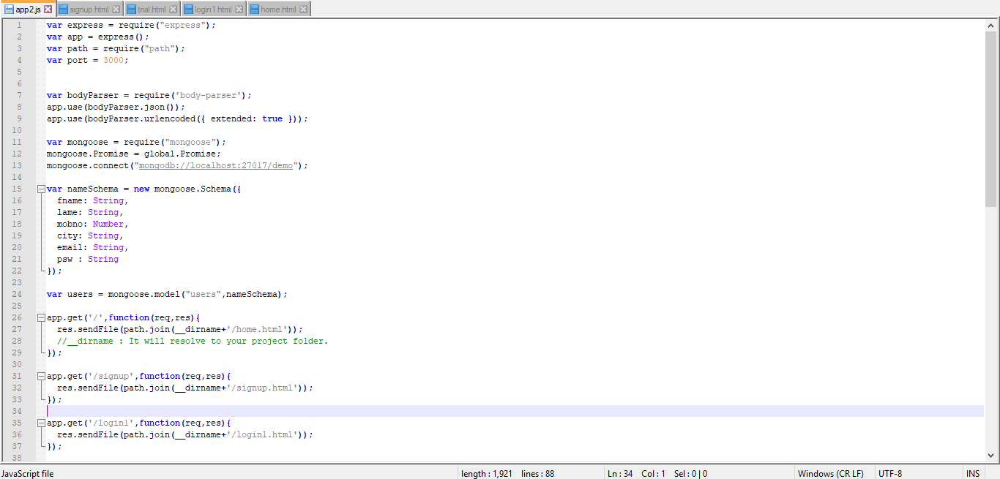 app2.js signup.html trial.html login1.html home.html
1 var express = require("express");
2 var app = express();
3 var path = require("path");
4 var port = 3000;
5
6
7 var bodyParser = require('body-parser');
8 app.use(bodyParser.json());
9 app.use(bodyParser.urlencoded({ extended: true }));
10
11 var mongoose = require("mongoose");
12 mongoose.Promise = global.Promise;
13 mongoose.connect("mongodb://localhost:27017/demo");
14
15 var nameSchema = new mongoose.Schema({
16 fname: String,
17 lame: String,
18 mobno: Number,
19 city: String,
20 email: String,
21 psw : String
22 });
23
24 var users = mongoose.model("users",nameSchema);
25
26 app.get('/',function(req,res){
27 res.sendFile(path.join(__dirname+'/home.html'));
28 //__dirname : It will resolve to your project folder.
29 });
30
31 app.get('/signup',function(req,res){
32 res.sendFile(path.join(__dirname+'/signup.html'));
33 });
34
35 app.get('/login1',function(req,res){
36 res.sendFile(path.join(__dirname+'/login1.html'));
37 });
38
JavaScript file length : 1,921 lines : 88 Ln : 34 Col : 1 Sel : 0 | 0 Windows (CR LF) UTF-8 INS